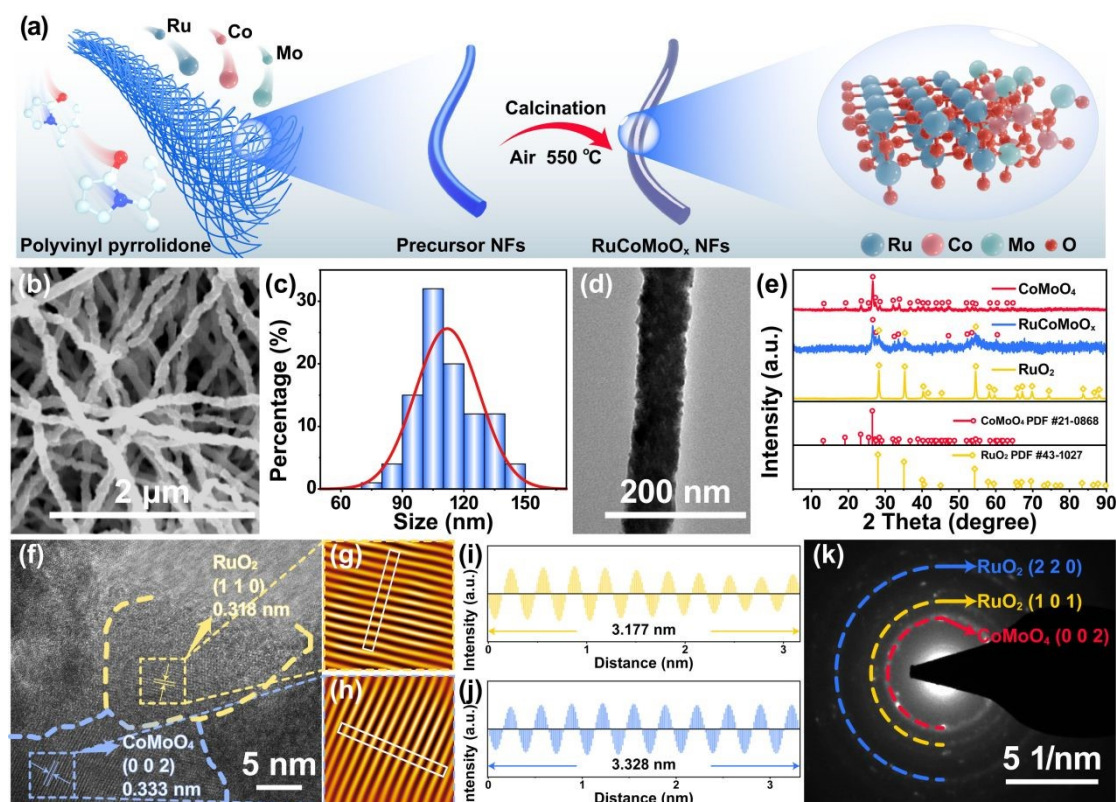 (a)
Ru
Co
Mo
Calcination
Air 550 ℃
Polyvinyl pyrrolidone
Precursor NFs
RuCoMoOₓ NFs
Ru Co Mo O
(b)
2 μm
(c)
Percentage (%)
30
20
10
0
60 90 120 150
Size (nm)
(d)
200 nm
(e)
Intensity (a.u.)
CoMoO₄
RuCoMoOₓ
RuO₂
CoMoO₄ PDF #21-0868
RuO₂ PDF #43-1027
10 20 30 40 50 60 70 80 90
2 Theta (degree)
(f)
RuO₂
(1 1 0)
0.318 nm
CoMoO₄
(0 0 2)
0.333 nm
5 nm
(g)
(h)
(i)
Intensity (a.u.)
3.177 nm
0 1 2 3
Distance (nm)
(j)
ntensity (a.u.)
3.328 nm
0 1 2 3
Distance (nm)
(k)
RuO₂ (2 2 0)
RuO₂ (1 0 1)
CoMoO₄ (0 0 2)
5 1/nm